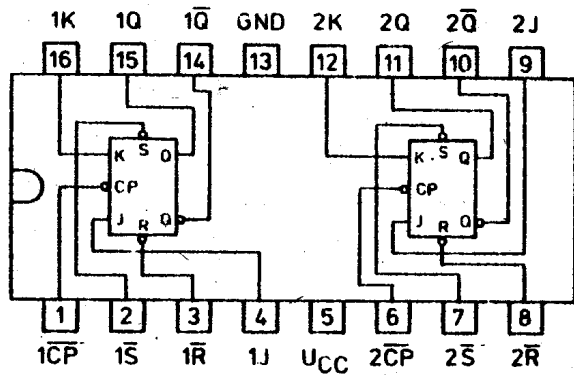 1K 1Q 1Q̅ GND 2K 2Q 2Q̅ 2J
16 15 14 13 12 11 10 9
S S
K Q K Q
CP CP
J R Q J R Q
1 2 3 4 5 6 7 8
1C̅P̅ 1S̅ 1R̅ 1J UCC 2C̅P̅ 2S̅ 2R̅